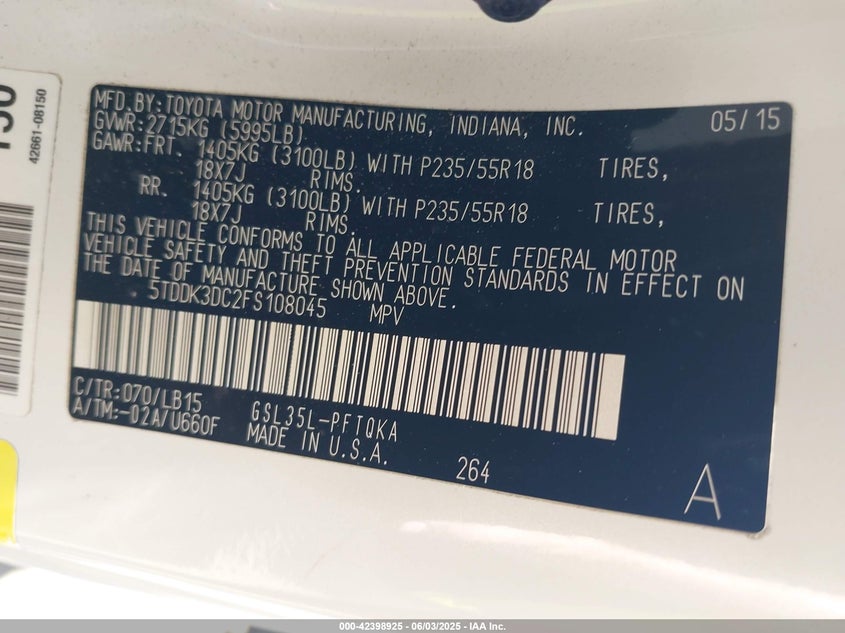 MFD.BY:TOYOTA MOTOR MANUFACTURING, INDIANA, INC. 05/15
GVWR:2715KG (5995LB)
GAWR:FRT. 1405KG (3100LB) WITH P235/55R18 TIRES,
18X7J RIMS.
RR. 1405KG (3100LB) WITH P235/55R18 TIRES,
18X7J RIMS.
THIS VEHICLE CONFORMS TO ALL APPLICABLE FEDERAL MOTOR
VEHICLE SAFETY AND THEFT PREVENTION STANDARDS IN EFFECT ON
THE DATE OF MANUFACTURE SHOWN ABOVE.
5TDDK3DC2FS108045 MPV
C/TR:070/LB15 GSL35L-PFTQKA
A/TM:-02A/U660F MADE IN U.S.A.
264
A
42661-08150
000-42398925 - 06/03/2025 - IAA Inc.